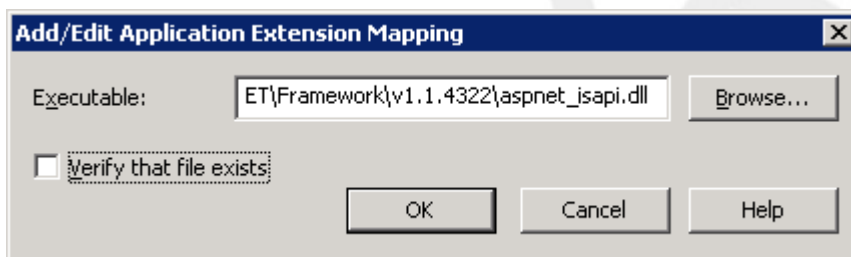 Add/Edit Application Extension Mapping
Executable: ET\Framework\v1.1.4322\aspnet_isapi.dll Browse...
Verify that file exists
OK Cancel Help